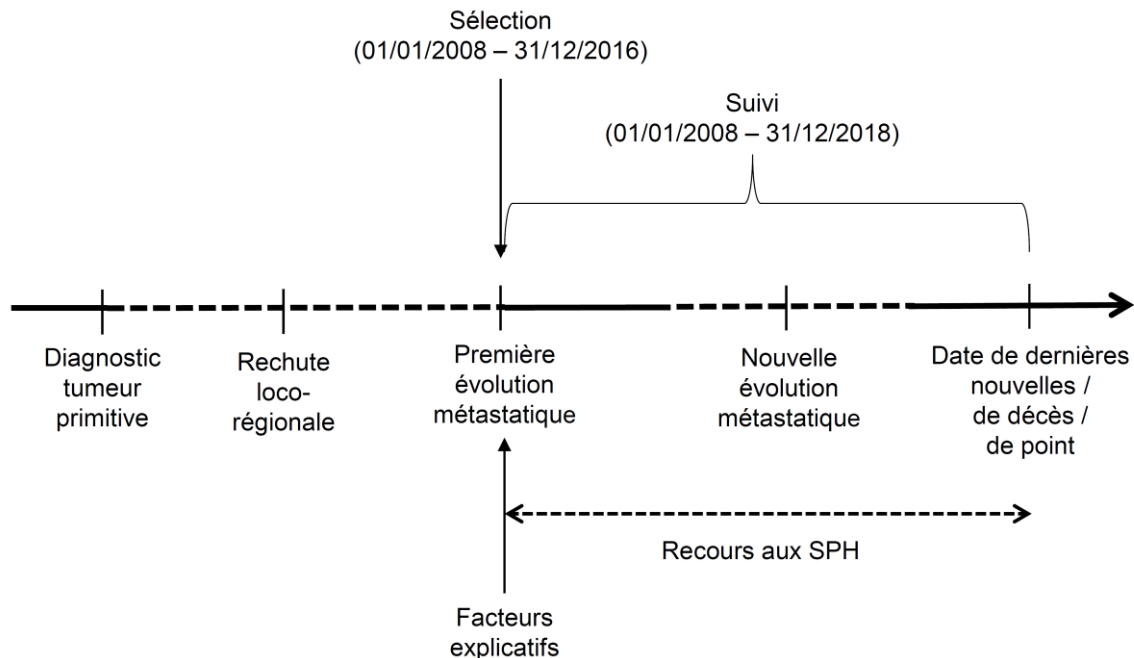 Sélection
(01/01/2008 – 31/12/2016)
Suivi
(01/01/2008 – 31/12/2018)
Diagnostic
tumeur
primitive
Rechute
loco-
régionale
Première
évolution
métastatique
Nouvelle
évolution
métastatique
Date de dernières
nouvelles /
de décès /
de point
Recours aux SPH
Facteurs
explicatifs